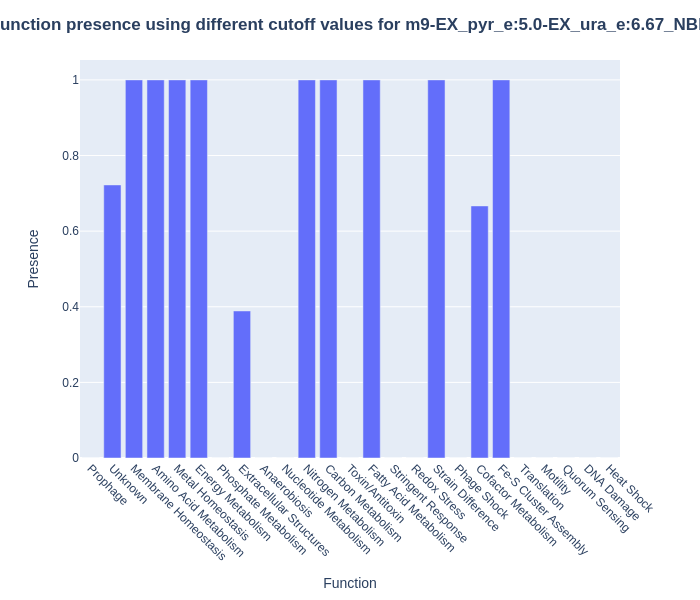 unction presence using different cutoff values for m9-EX_pyr_e:5.0-EX_ura_e:6.67_NB
Presence
1
0.8
0.6
0.4
0.2
0
Prophage
Unknown
Membrane Homeostasis
Amino Acid Metabolism
Metal Homeostasis
Energy Metabolism
Phosphate Metabolism
Extracellular Structures
Anaerobiosis
Nucleotide Metabolism
Nitrogen Metabolism
Carbon Metabolism
Toxin/Antitoxin
Fatty Acid Metabolism
Stringent Response
Redox Stress
Strain Difference
Phage Shock
Cofactor Metabolism
Fe-S Cluster Assembly
Translation
Motility
Quorum Sensing
DNA Damage
Heat Shock
Function